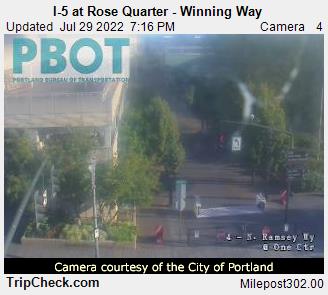 I-5 at Rose Quarter - Winning Way
Updated Jul 29 2022 7:16 PM Camera 4
PBOT
PORTLAND BUREAU OF TRANSPORTATION
4 - N. Ramsey Wy
@ One Ctr
Camera courtesy of the City of Portland
TripCheck.com Milepost302.00